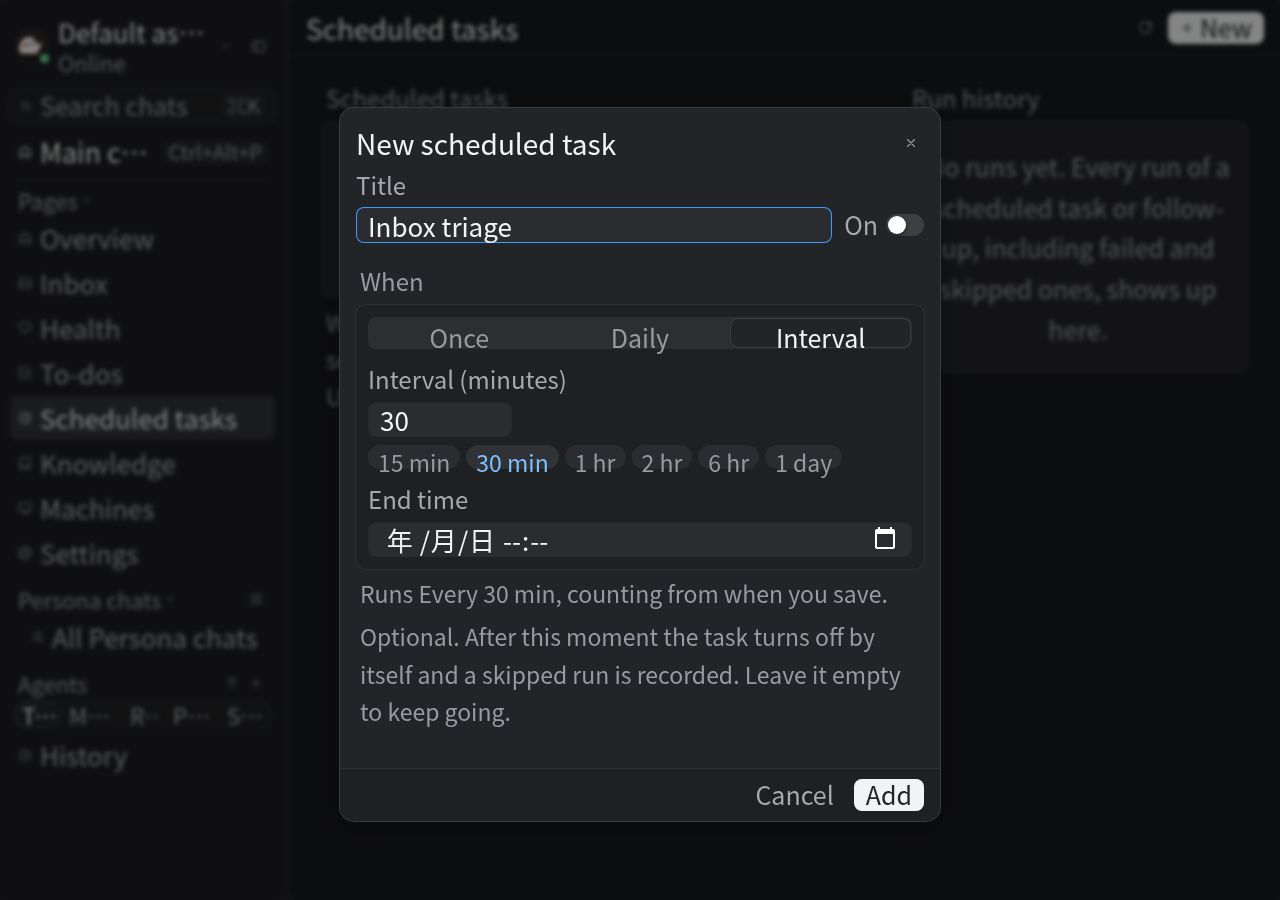 Default as···
Online
Search chats ⌘K
Main c··· Ctrl+Alt+P
Pages
Overview
Inbox
Health
To-dos
Scheduled tasks
Knowledge
Machines
Settings
Persona chats
All Persona chats
Agents
T··· M··· R·· P··· S···
History
Scheduled tasks
+ New
Scheduled tasks
Run history
o runs yet. Every run of a
scheduled task or follow-
up, including failed and
skipped ones, shows up
here.
New scheduled task ×
Title
Inbox triage On
When
Once Daily Interval
Interval (minutes)
30
15 min 30 min 1 hr 2 hr 6 hr 1 day
End time
年 /月/日 --:--
Runs Every 30 min, counting from when you save.
Optional. After this moment the task turns off by
itself and a skipped run is recorded. Leave it empty
to keep going.
Cancel Add